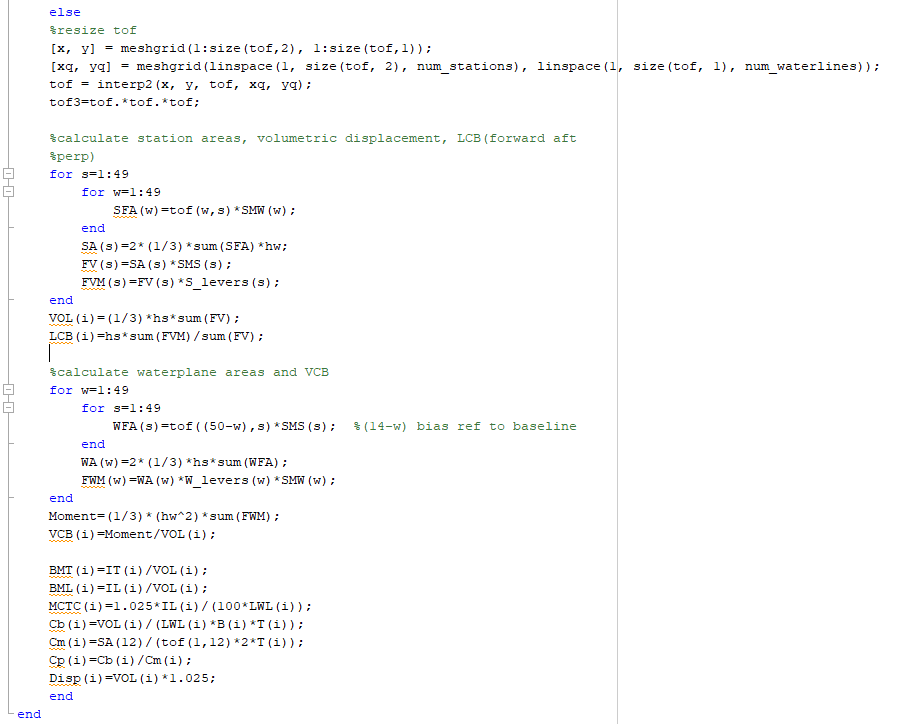 else
%resize tof
[x, y] = meshgrid(1:size(tof,2), 1:size(tof,1));
[xq, yq] = meshgrid(linspace(1, size(tof, 2), num_stations), linspace(1, size(tof, 1), num_waterlines));
tof = interp2(x, y, tof, xq, yq);
tof3=tof.*tof.*tof;
%calculate station areas, volumetric displacement, LCB(forward aft
%perp)
for s=1:49
for w=1:49
SFA(w)=tof(w,s)*SMW(w);
end
SA(s)=2*(1/3)*sum(SFA)*hw;
FV(s)=SA(s)*SMS(s);
FVM(s)=FV(s)*S_levers(s);
end
VOL(i)=(1/3)*hs*sum(FV);
LCB(i)=hs*sum(FVM)/sum(FV);
%calculate waterplane areas and VCB
for w=1:49
for s=1:49
WFA(s)=tof((50-w),s)*SMS(s);  %(14-w) bias ref to baseline
end
WA(w)=2*(1/3)*hs*sum(WFA);
FWM(w)=WA(w)*W_levers(w)*SMW(w);
end
Moment=(1/3)*(hw^2)*sum(FWM);
VCB(i)=Moment/VOL(i);
BMT(i)=IT(i)/VOL(i);
BML(i)=IL(i)/VOL(i);
MCTC(i)=1.025*IL(i)/(100*LWL(i));
Cb(i)=VOL(i)/(LWL(i)*B(i)*T(i));
Cm(i)=SA(12)/(tof(1,12)*2*T(i));
Cp(i)=Cb(i)/Cm(i);
Disp(i)=VOL(i)*1.025;
end
end